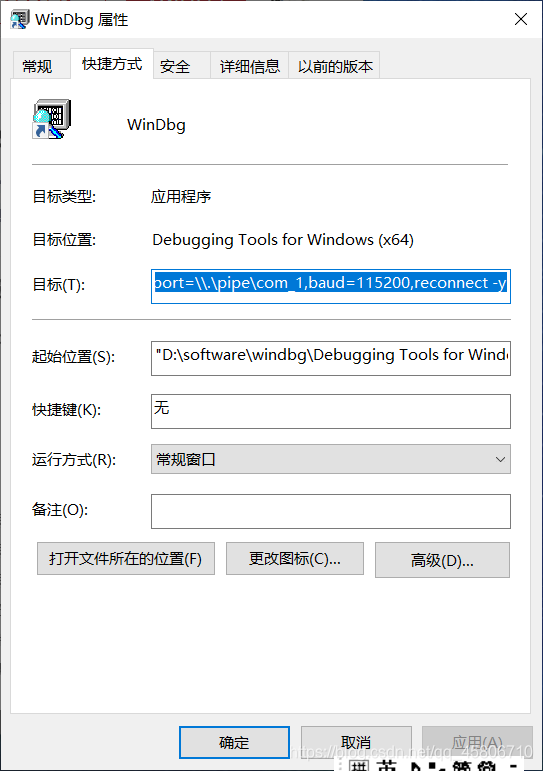 WinDbg 属性
常规 快捷方式 安全 详细信息 以前的版本
WinDbg
目标类型: 应用程序
目标位置: Debugging Tools for Windows (x64)
目标(T): port=\\.\pipe\com_1,baud=115200,reconnect -y
起始位置(S): "D:\software\windbg\Debugging Tools for Windo
快捷键(K): 无
运行方式(R): 常规窗口
备注(O):
打开文件所在的位置(F) 更改图标(C)... 高级(D)...
确定 取消 应用(A)
https://blog.csdn.net/qq_45806710
拼 英 简